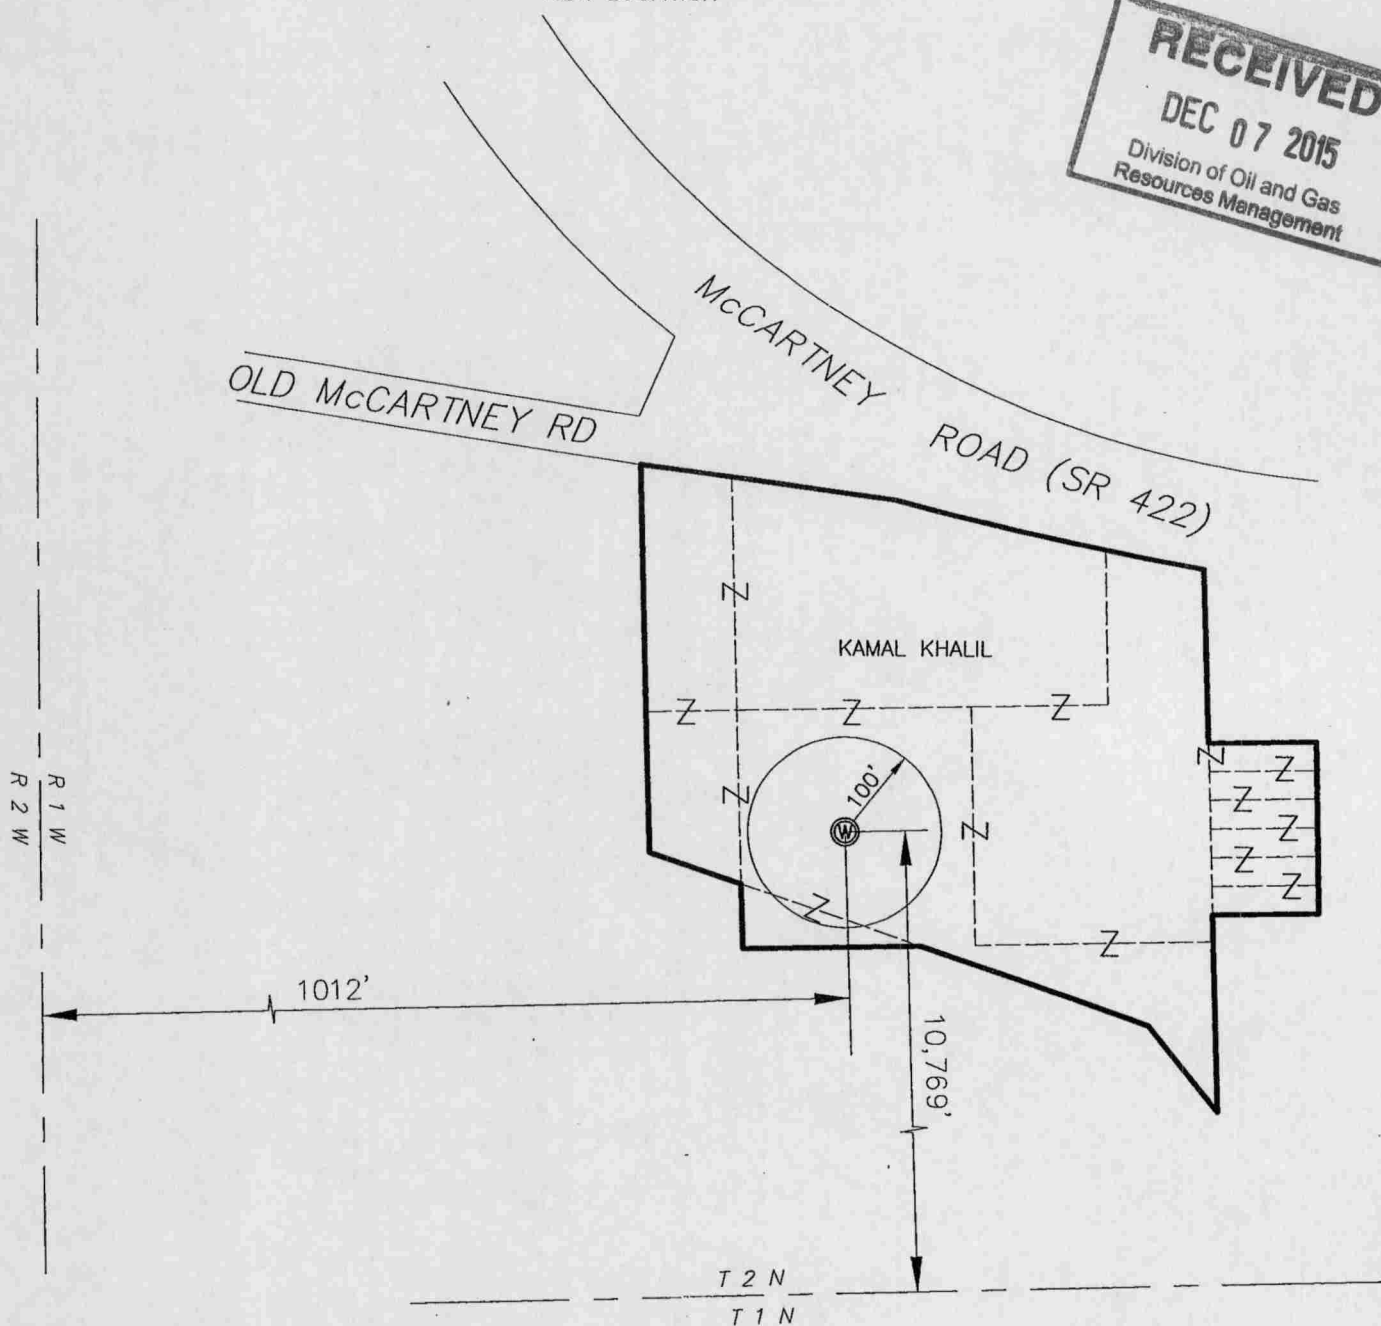 RECEIVED
DEC 07 2015
Division of Oil and Gas
Resources Management
McCARTNEY ROAD (SR 422)
OLD McCARTNEY RD
KAMAL KHALIL
Z
Z
Z
Z
Z
Z
Z
Z
Z
Z
Z
Z
Z
Z
100'
W
R 1 W
R 2 W
1012'
10,769'
T 2 N
T 1 N